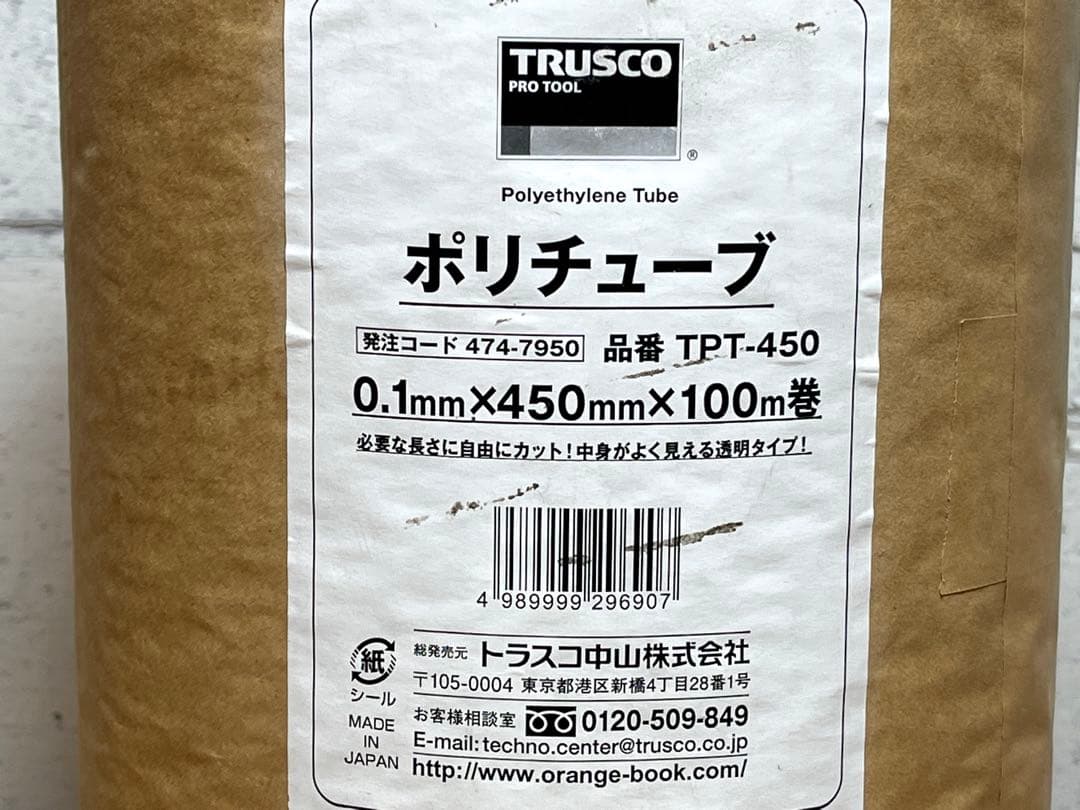 TRUSCO
PRO TOOL
®
Polyethylene Tube
ポリチューブ
発注コード 474-7950 品番 TPT-450
0.1mm×450mm×100m巻
必要な長さに自由にカット!中身がよく見える透明タイプ!
4 989999 296907
紙
シール
MADE
IN
JAPAN
総発売元 トラスコ中山株式会社
〒105-0004 東京都港区新橋4丁目28番1号
お客様相談室 0120-509-849
E-mail:techno.center@trusco.co.jp
http://www.orange-book.com/